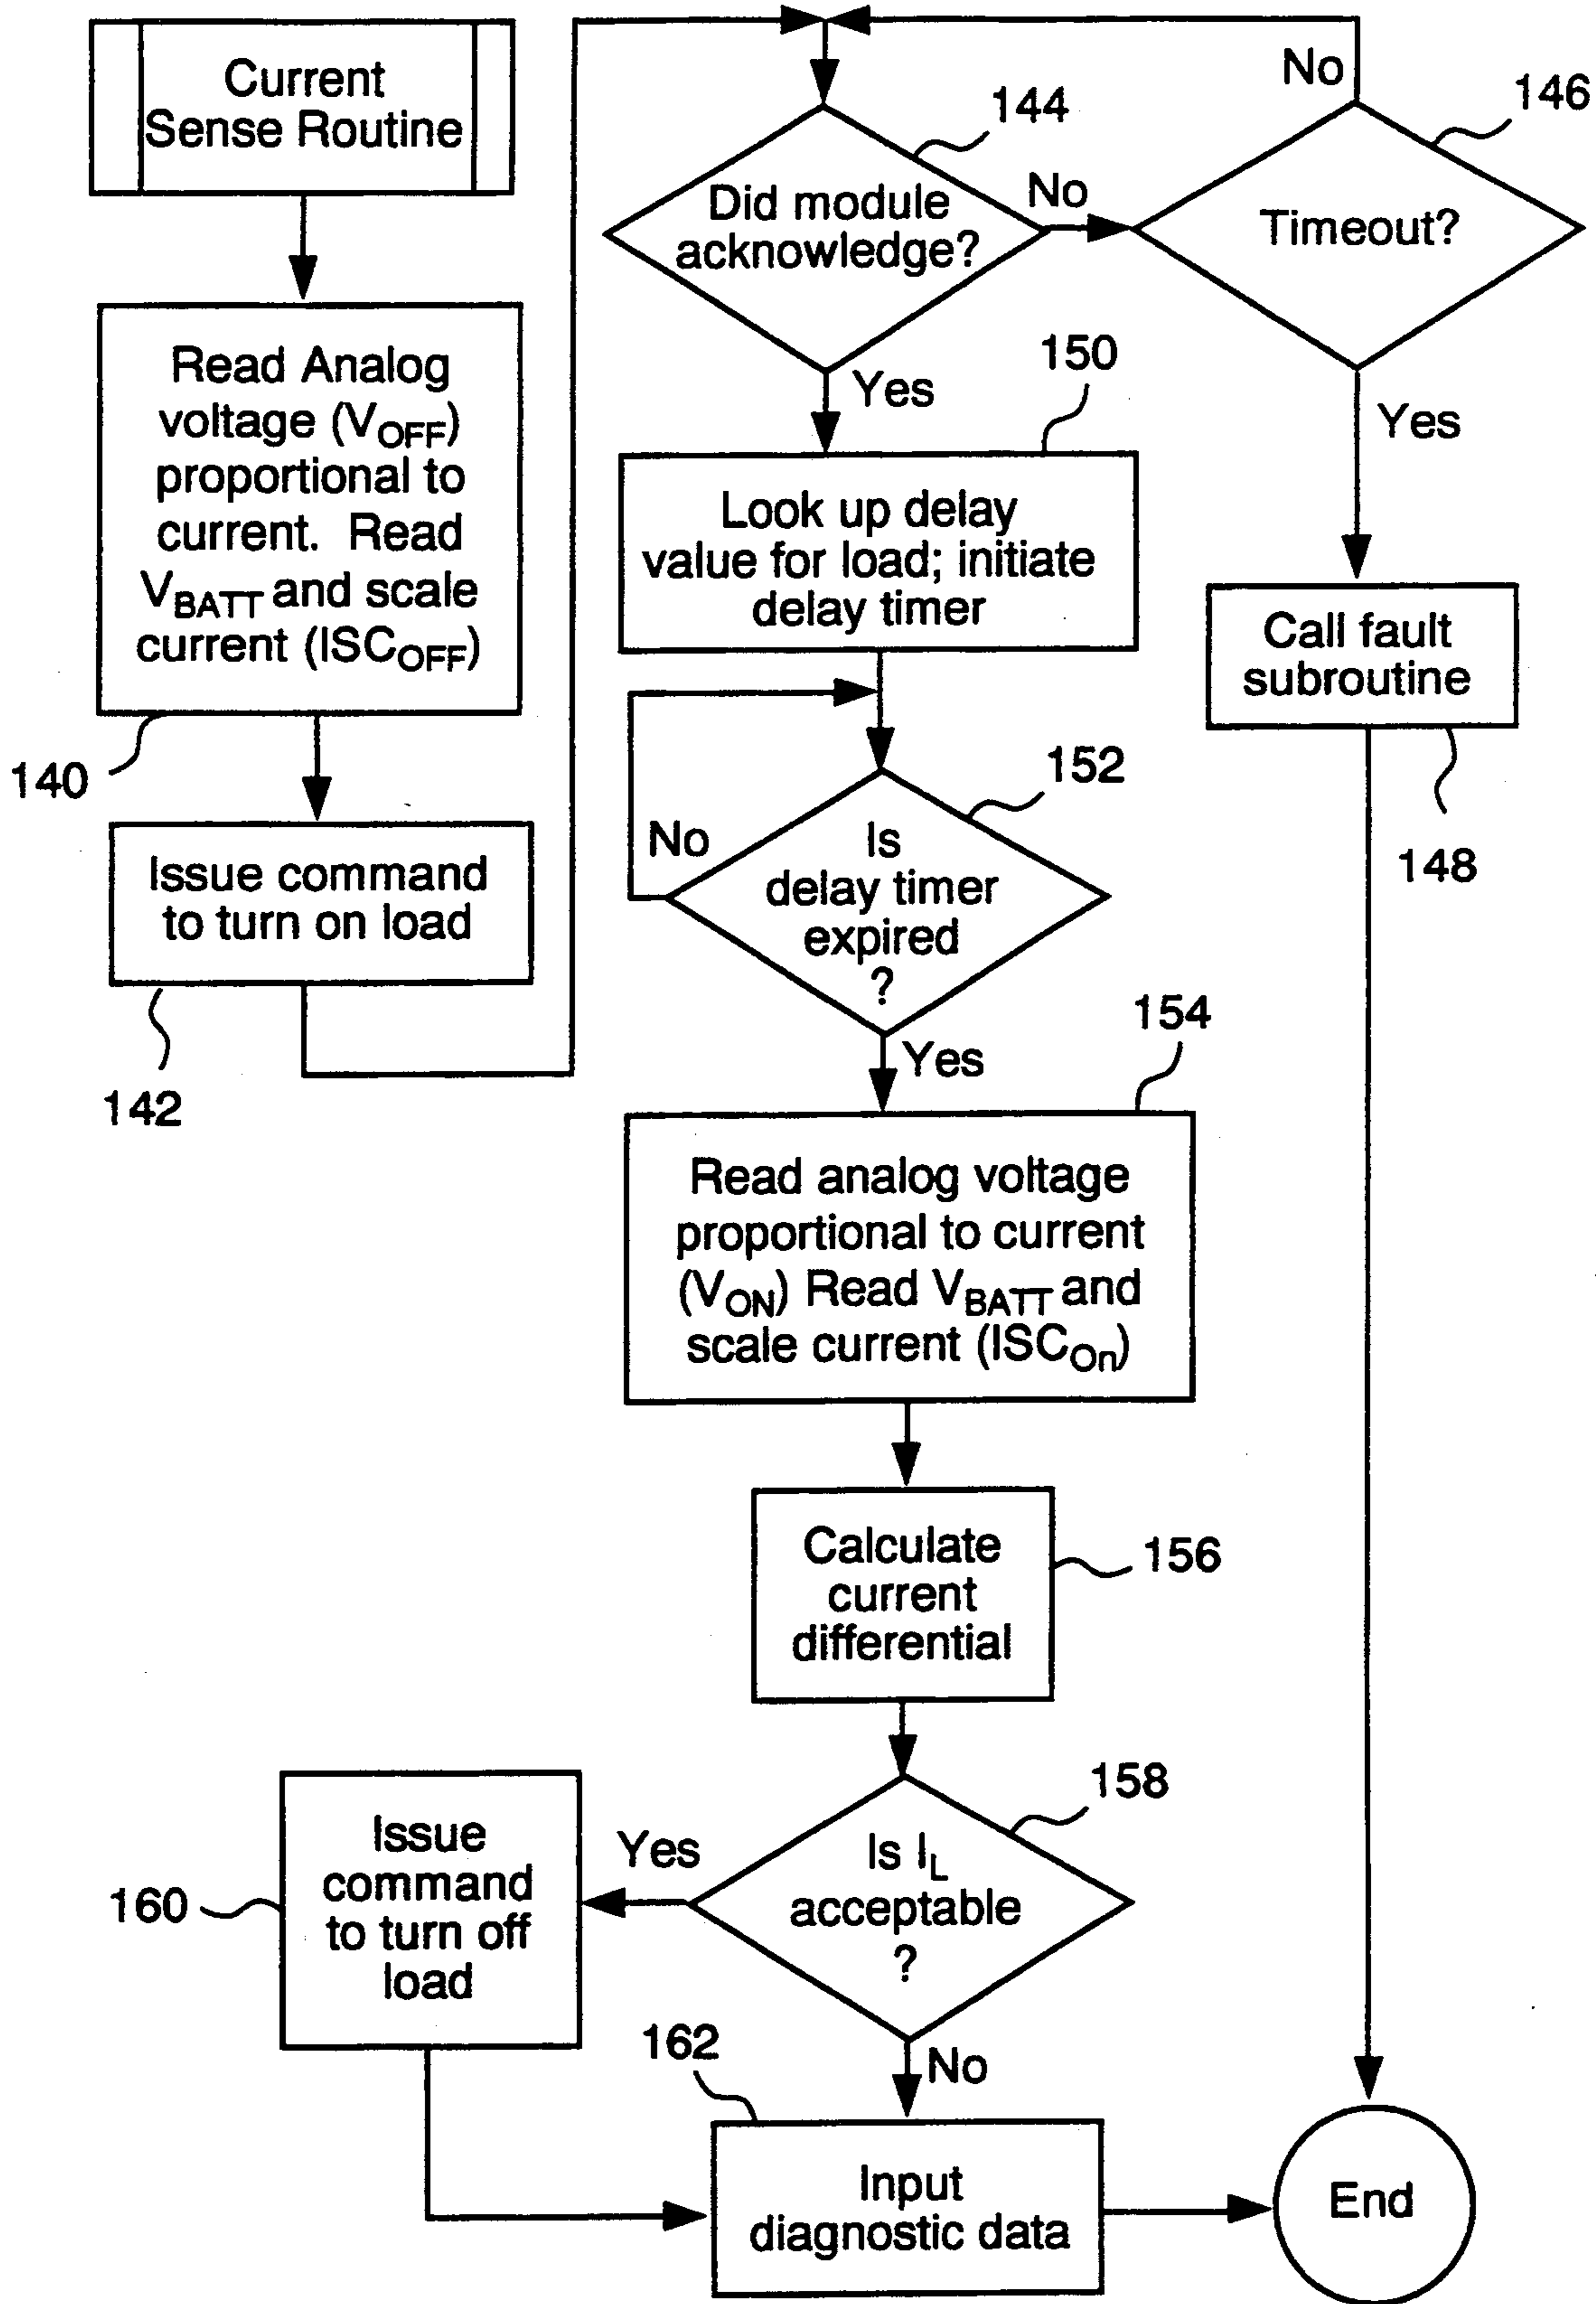 Current
Sense Routine
Read Analog
voltage (VOFF)
proportional to
current. Read
VBATT and scale
current (ISCOFF)
140
Issue command
to turn on load
142
144
Did module
acknowledge?
No
Yes
146
Timeout?
No
Yes
150
Look up delay
value for load; initiate
delay timer
Call fault
subroutine
148
152
Is
delay timer
expired
?
No
Yes
154
Read analog voltage
proportional to current
(VON) Read VBATT and
scale current (ISCOn)
Calculate
current
differential
156
158
Is IL
acceptable
?
Yes
No
160
Issue
command
to turn off
load
162
Input
diagnostic data
End